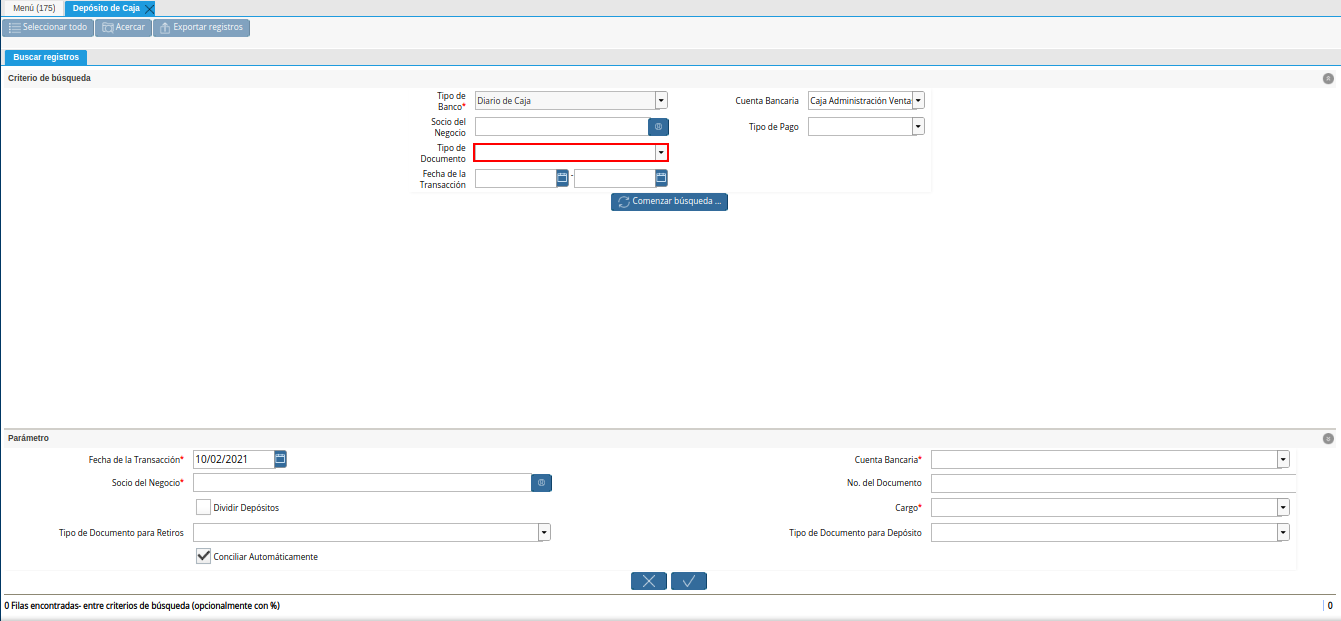 Menú (175)
Depósito de Caja
Seleccionar todo
Acercar
Exportar registros
Buscar registros
Criterio de búsqueda
Tipo de
Banco*
Diario de Caja
Cuenta Bancaria
Caja Administración Venta
Socio del
Negocio
Tipo de Pago
Tipo de
Documento
Fecha de la
Transacción
-
Comenzar búsqueda ...
Parámetro
Fecha de la Transacción*
10/02/2021
Cuenta Bancaria*
Socio del Negocio*
No. del Documento
Dividir Depósitos
Cargo*
Tipo de Documento para Retiros
Tipo de Documento para Depósito
Conciliar Automáticamente
0 Filas encontradas- entre criterios de búsqueda (opcionalmente con %)
0